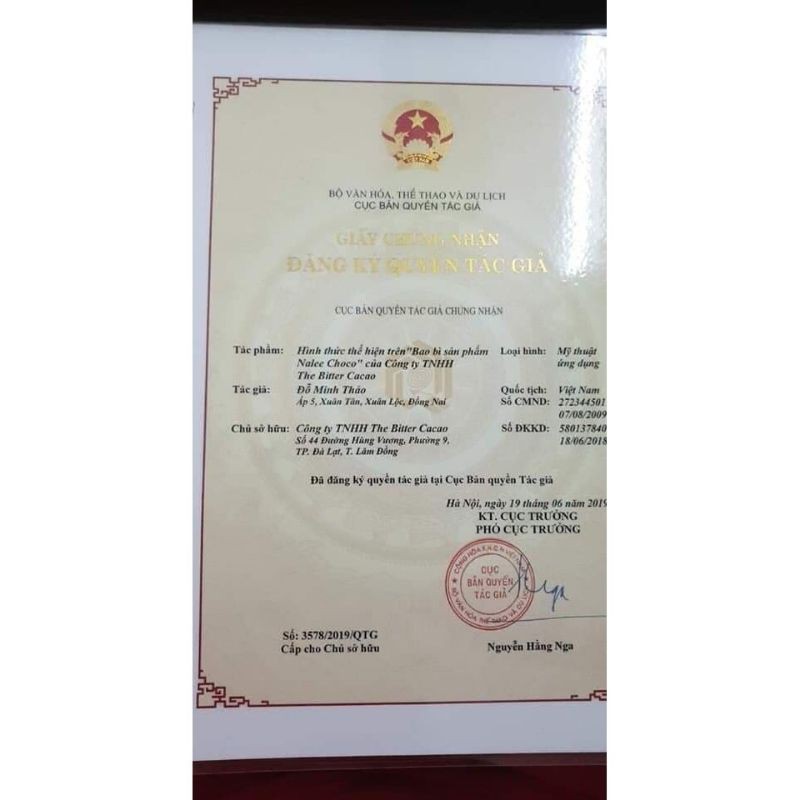 BỘ VĂN HÓA, THỂ THAO VÀ DU LỊCH
CỤC BẢN QUYỀN TÁC GIẢ
GIẤY CHỨNG NHẬN
ĐĂNG KÝ QUYỀN TÁC GIẢ
CỤC BẢN QUYỀN TÁC GIẢ CHỨNG NHẬN
Tác phẩm: Hình thức thể hiện trên"Bao bì sản phẩm Loại hình: Mỹ thuật
Nalee Choco" của Công ty TNHH ứng dụng
The Bitter Cacao
Tác giả: Đỗ Minh Thảo Quốc tịch: Việt Nam
Ấp 5, Xuân Tân, Xuân Lộc, Đồng Nai Số CMND: 272344501
07/08/2009
Chủ sở hữu: Công ty TNHH The Bitter Cacao Số ĐKKD: 580137840
Số 44 Đường Hùng Vương, Phường 9, 18/06/2018
TP. Đà Lạt, T. Lâm Đồng
Đã đăng ký quyền tác giả tại Cục Bản quyền Tác giả
Hà Nội, ngày 19 tháng 06 năm 2019
KT. CỤC TRƯỞNG
PHÓ CỤC TRƯỞNG
CỤC
BẢN QUYỀN
TÁC GIẢ
Số: 3578/2019/QTG
Cấp cho Chủ sở hữu
Nguyễn Hằng Nga